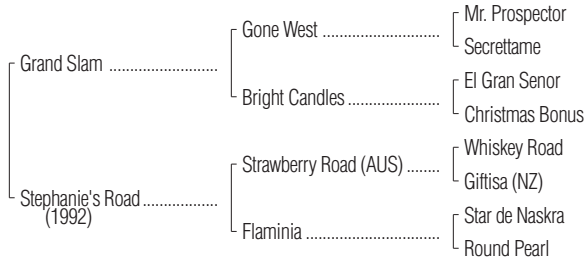 Mr. Prospector
Gone West ........................................
Secrettame
Grand Slam .....................................
El Gran Senor
Bright Candles ...............................
Christmas Bonus
Whiskey Road
Strawberry Road (AUS) ...........
Giftisa (NZ)
Stephanie's Road .........................
(1992)
Star de Naskra
Flaminia ..............................................
Round Pearl